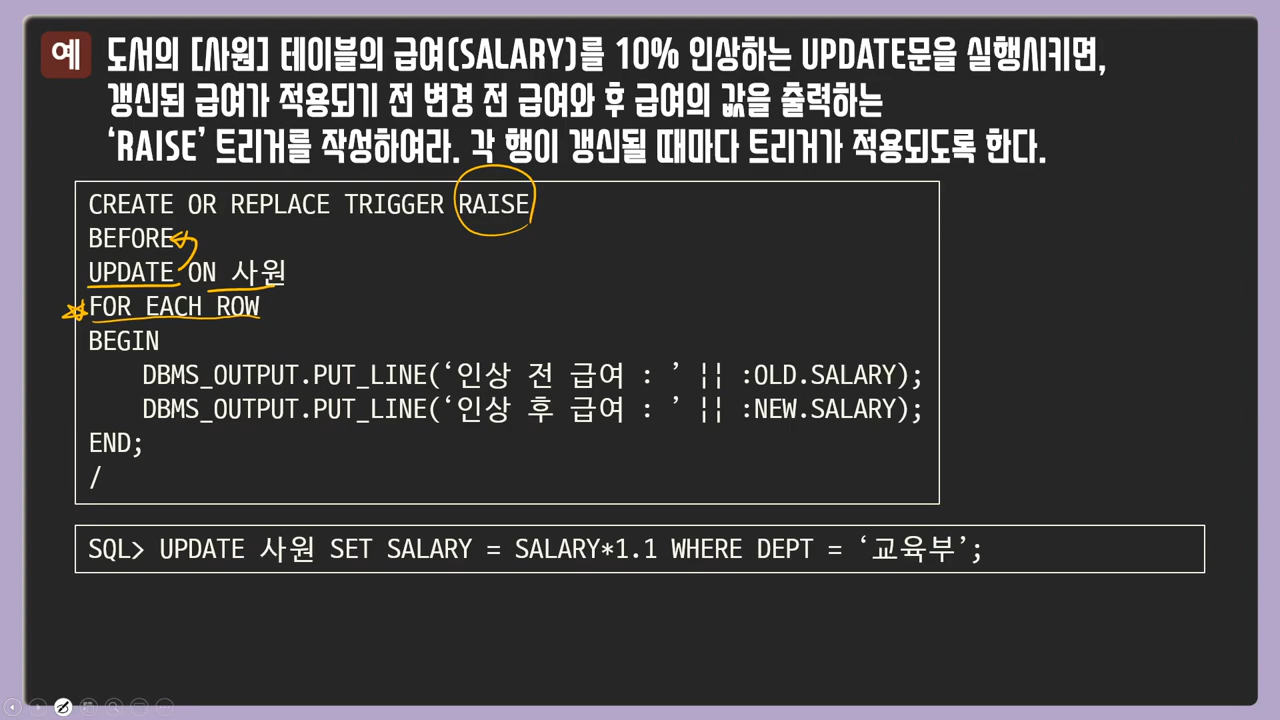 예 도서의 [사원] 테이블의 급여(SALARY)를 10% 인상하는 UPDATE문을 실행시키면,
갱신된 급여가 적용되기 전 변경 전 급여와 후 급여의 값을 출력하는
‘RAISE’ 트리거를 작성하여라. 각 행이 갱신될 때마다 트리거가 적용되도록 한다.
CREATE OR REPLACE TRIGGER RAISE
BEFORE
UPDATE ON 사원
FOR EACH ROW
BEGIN
DBMS_OUTPUT.PUT_LINE(‘인상 전 급여 : ’ || :OLD.SALARY);
DBMS_OUTPUT.PUT_LINE(‘인상 후 급여 : ’ || :NEW.SALARY);
END;
/
SQL> UPDATE 사원 SET SALARY = SALARY*1.1 WHERE DEPT = ‘교육부’;